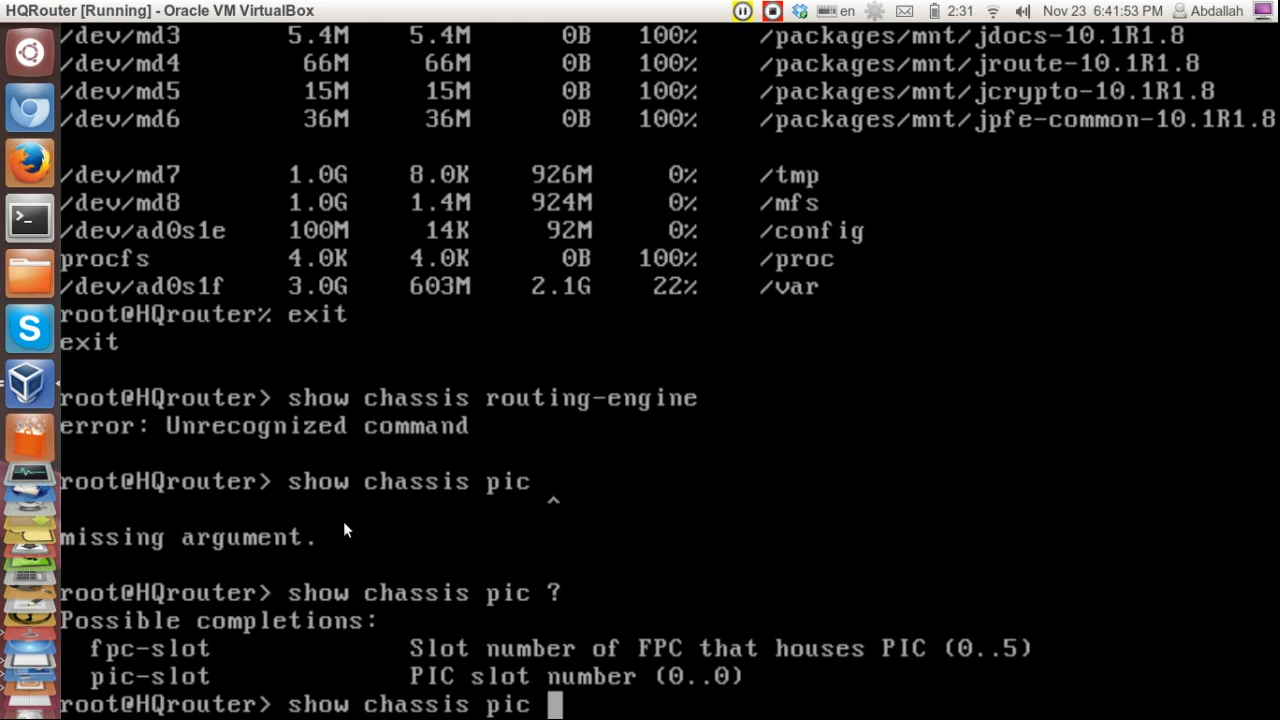 HQRouter [Running] - Oracle VM VirtualBox en 2:31 Nov 23 6:41:53 PM Abdallah
/dev/md3 5.4M 5.4M 0B 100% /packages/mnt/jdocs-10.1R1.8
/dev/md4 66M 66M 0B 100% /packages/mnt/jroute-10.1R1.8
/dev/md5 15M 15M 0B 100% /packages/mnt/jcrypto-10.1R1.8
/dev/md6 36M 36M 0B 100% /packages/mnt/jpfe-common-10.1R1.8
/dev/md7 1.0G 8.0K 926M 0% /tmp
/dev/md8 1.0G 1.4M 924M 0% /mfs
/dev/ad0s1e 100M 14K 92M 0% /config
procfs 4.0K 4.0K 0B 100% /proc
/dev/ad0s1f 3.0G 603M 2.1G 22% /var
root@HQrouter% exit
exit
root@HQrouter> show chassis routing-engine
error: Unrecognized command
root@HQrouter> show chassis pic
^
missing argument.
root@HQrouter> show chassis pic ?
Possible completions:
fpc-slot Slot number of FPC that houses PIC (0..5)
pic-slot PIC slot number (0..0)
root@HQrouter> show chassis pic